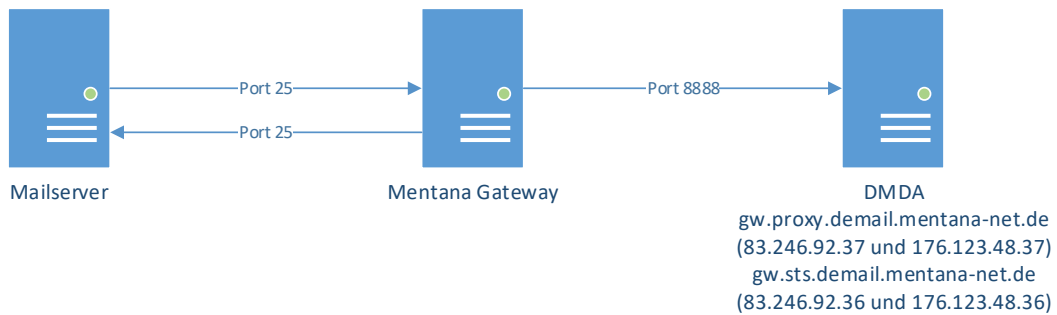 Port 25
Port 8888
Port 25
Mailserver
Mentana Gateway
DMDA
gw.proxy.demail.mentana-net.de
(83.246.92.37 und 176.123.48.37)
gw.sts.demail.mentana-net.de
(83.246.92.36 und 176.123.48.36)